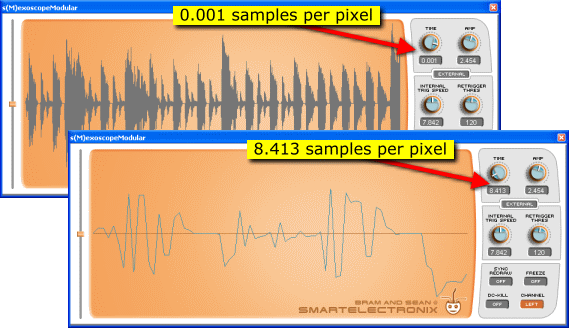 s(M)exoscopeModular
0.001 samples per pixel
TIME
AMP
0.001
2.454
EXTERNAL
INTERNAL TRIG SPEED
RETRIGGER THRES
7.842
120
s(M)exoscopeModular
8.413 samples per pixel
TIME
AMP
8.413
2.454
EXTERNAL
INTERNAL TRIG SPEED
RETRIGGER THRES
7.842
120
SYNC REDRAW
FREEZE
OFF
OFF
DC-KILL
CHANNEL
OFF
LEFT
BRAM AND SEAN @
SMARTELECTRONIX